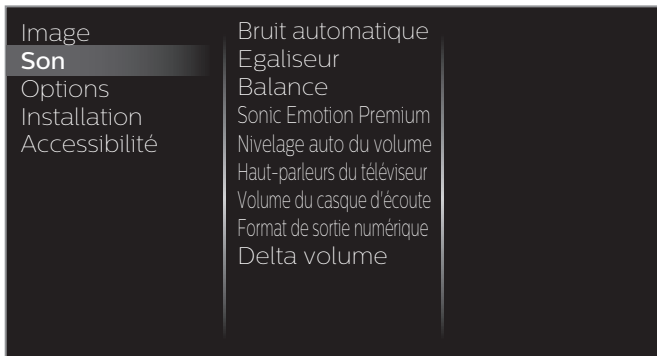 Image
Son
Options
Installation
Accessibilité
Bruit automatique
Egaliseur
Balance
Sonic Emotion Premium
Nivelage auto du volume
Haut-parleurs du téléviseur
Volume du casque d'écoute
Format de sortie numérique
Delta volume